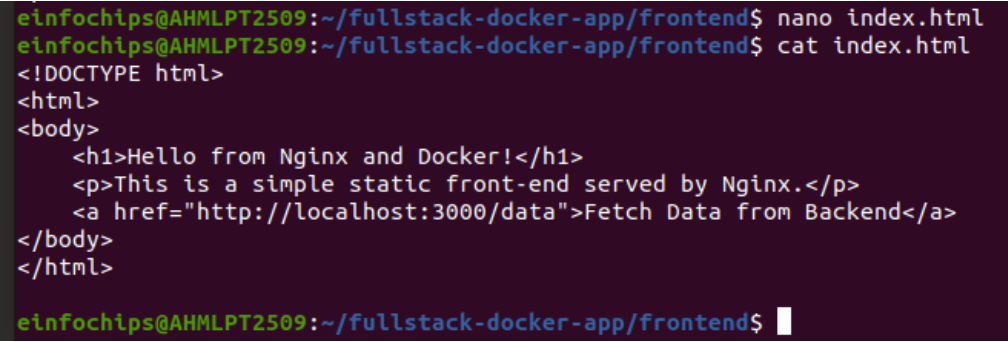 einfochips@AHMLPT2509:~/fullstack-docker-app/frontend$ nano index.html
einfochips@AHMLPT2509:~/fullstack-docker-app/frontend$ cat index.html
<!DOCTYPE html>
<html>
<body>
    <h1>Hello from Nginx and Docker!</h1>
    <p>This is a simple static front-end served by Nginx.</p>
    <a href="http://localhost:3000/data">Fetch Data from Backend</a>
</body>
</html>

einfochips@AHMLPT2509:~/fullstack-docker-app/frontend$